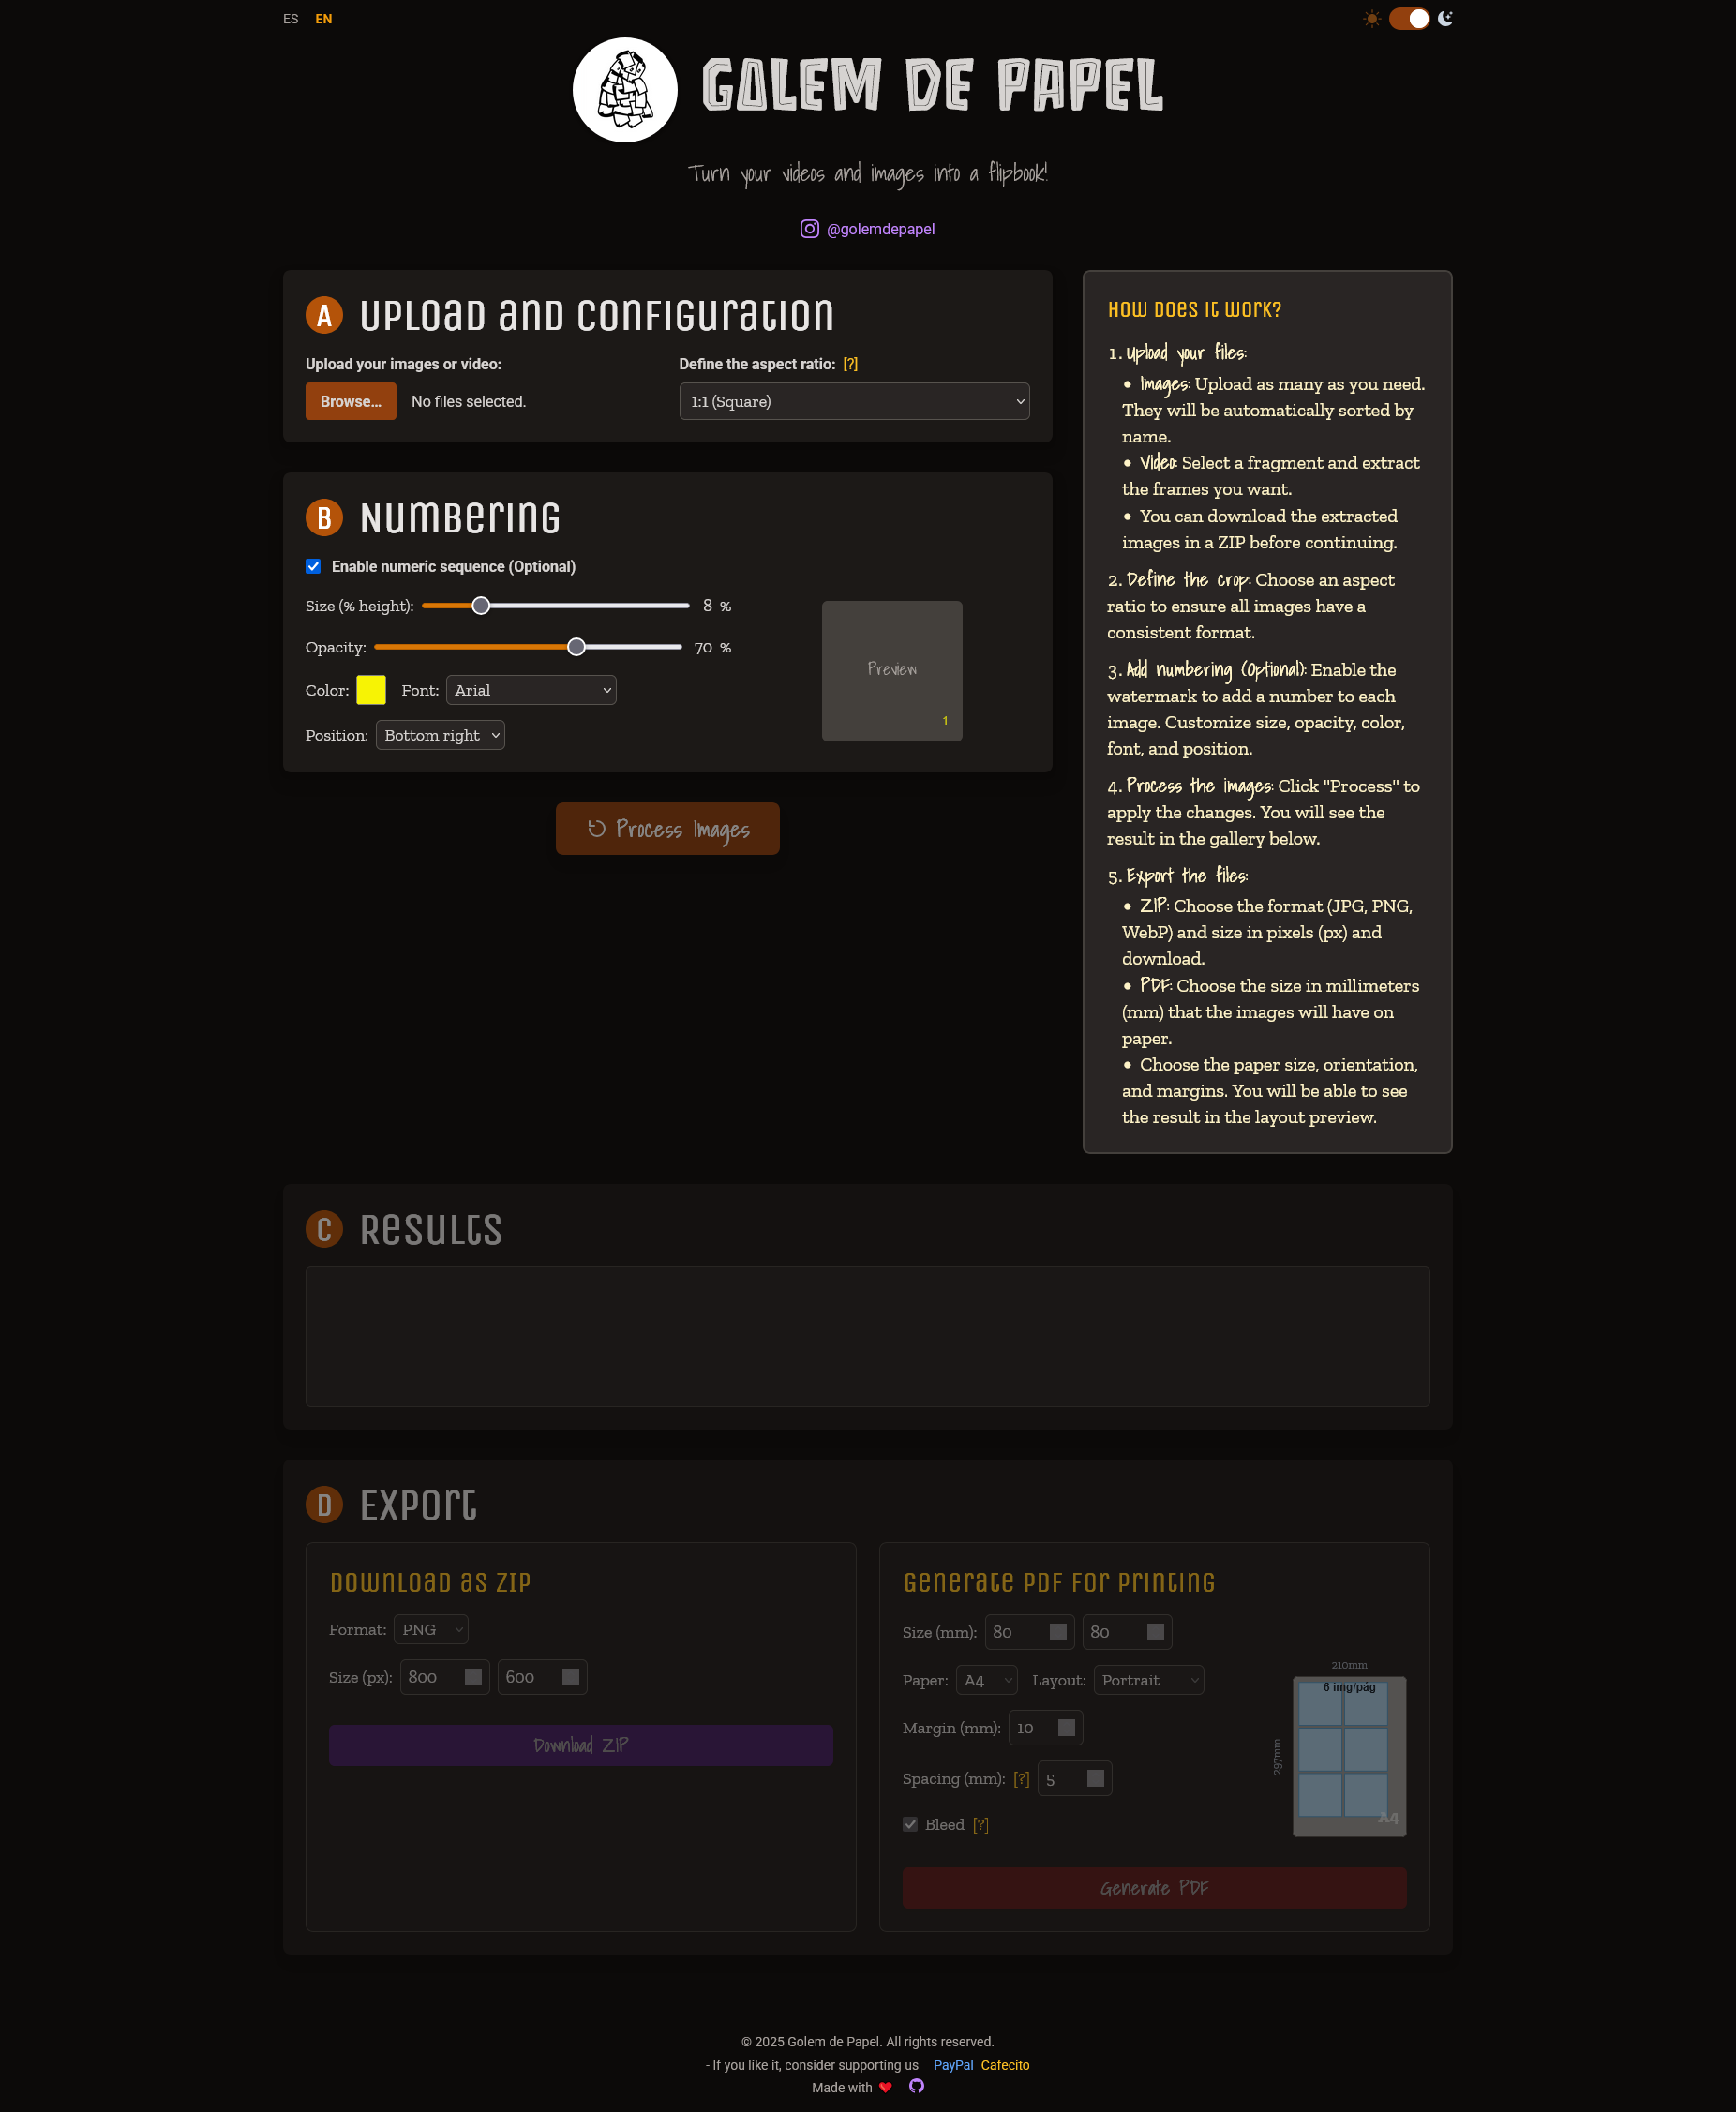 ES | EN
GOLEM DE PAPEL
Turn your videos and images into a flipbook!
@golemdepapel
A Upload and Configuration
Upload your images or video:
Browse... No files selected.
Define the aspect ratio: [?]
1:1 (Square)
B Numbering
Enable numeric sequence (Optional)
Size (% height): 8 %
Opacity: 70 %
Color: Font: Arial
Position: Bottom right
Preview
1
Process Images
How does it work?
1. Upload your files:
• Images: Upload as many as you need.
They will be automatically sorted by
name.
• Video: Select a fragment and extract
the frames you want.
• You can download the extracted
images in a ZIP before continuing.
2. Define the crop: Choose an aspect
ratio to ensure all images have a
consistent format.
3. Add numbering (Optional): Enable the
watermark to add a number to each
image. Customize size, opacity, color,
font, and position.
4. Process the images: Click "Process" to
apply the changes. You will see the
result in the gallery below.
5. Export the files:
• ZIP: Choose the format (JPG, PNG,
WebP) and size in pixels (px) and
download.
• PDF: Choose the size in millimeters
(mm) that the images will have on
paper.
• Choose the paper size, orientation,
and margins. You will be able to see
the result in the layout preview.
C Results
D Export
Download as ZIP
Format: PNG
Size (px): 800 600
Download ZIP
Generate PDF for Printing
Size (mm): 80 80
Paper: A4 Layout: Portrait
Margin (mm): 10
Spacing (mm): [?] 5
Bleed [?]
210mm
6 img/pág
297mm
A4
Generate PDF
© 2025 Golem de Papel. All rights reserved.
- If you like it, consider supporting us PayPal Cafecito
Made with